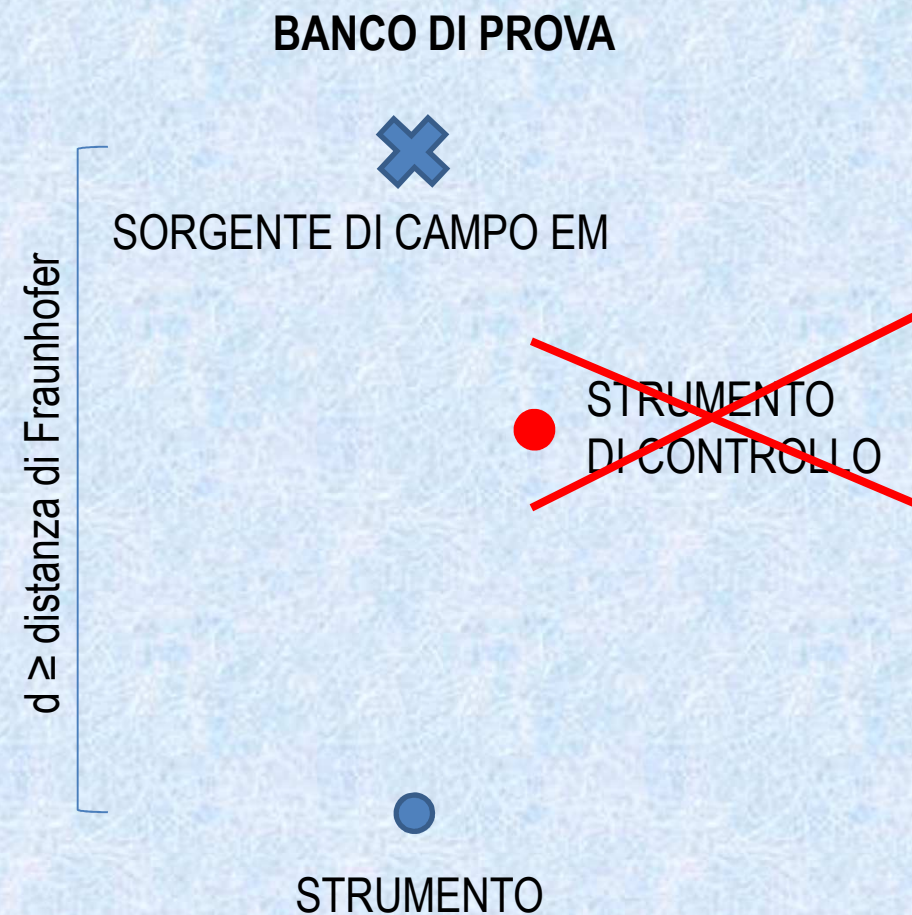 BANCO DI PROVA
SORGENTE DI CAMPO EM
d ≥ distanza di Fraunhofer
STRUMENTO
DI CONTROLLO
STRUMENTO